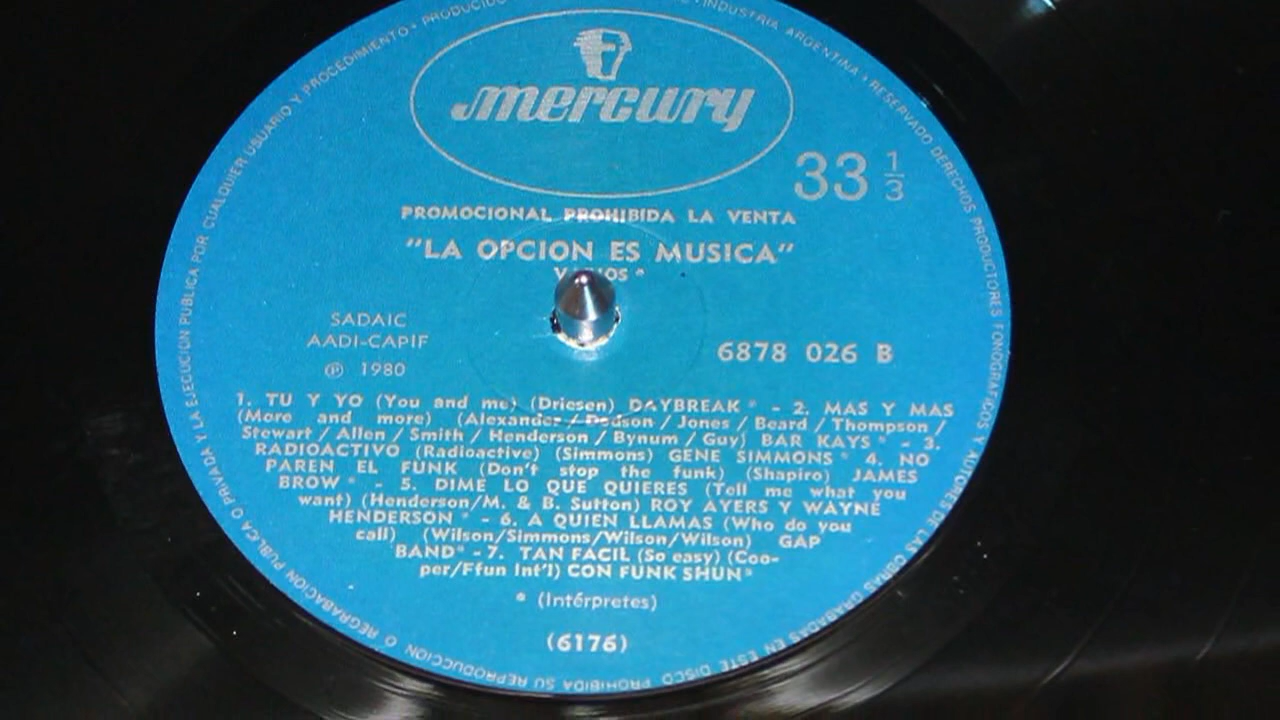 mercury
33 1/3
PROMOCIONAL PROHIBIDA LA VENTA
"LA OPCION ES MUSICA"
SADAIC
AADI-CAPIF
℗ 1980
6878 026 B
1. TU Y YO (You and me) (Driesen) DAYBREAK * - 2. MAS Y MAS
(More and more) (Alexander / Dodson / Jones / Beard / Thompson /
Stewart / Allen / Smith / Henderson / Bynum / Guy) BAR KAYS * - 3.
RADIOACTIVO (Radioactive) (Simmons) GENE SIMMONS * 4. NO
PAREN EL FUNK (Don't stop the funk) (Shapiro) JAMES
BROW * - 5. DIME LO QUE QUIERES (Tell me what you
want) (Henderson/M. & B. Sutton) ROY AYERS Y WAYNE
HENDERSON * - 6. A QUIEN LLAMAS (Who do you
call) (Wilson/Simmons/Wilson/Wilson) GAP
BAND* - 7. TAN FACIL (So easy) (Coo-
per/Ffun Int'l) CON FUNK SHUN*
* (Intérpretes)
(6176)
INDUSTRIA ARGENTINA • RESERVADO DERECHOS PRODUCTORES FONOGRAFICOS Y AUTORES DE LAS OBRAS GRABADAS EN ESTE DISCO PROHIBIDA SU REPRODUCCION O REGRABACION PUBLICA O PRIVADA Y LA EJECUCION PUBLICA POR CUALQUIER USUARIO Y PROCEDIMIENTO • PRODUCIDO